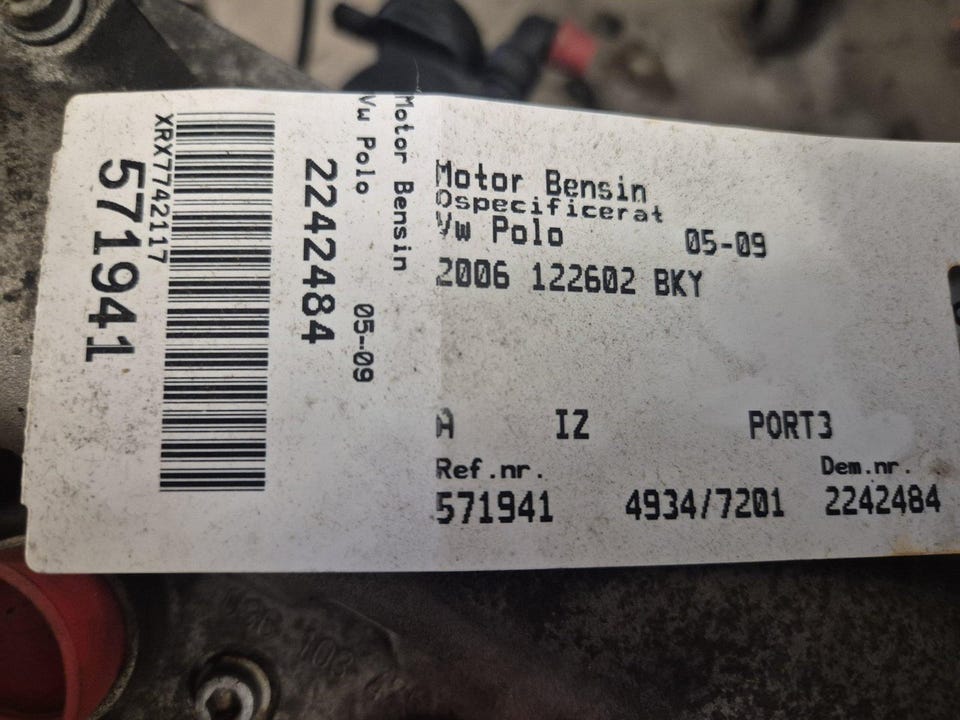 571941
XRX7742117
2242484
Vw Polo 05-09
Motor Bensin
Motor Bensin
Ospecificerat
Vw Polo 05-09
2006 122602 BKY
A IZ PORT3
Ref.nr. Dem.nr.
571941 4934/7201 2242484